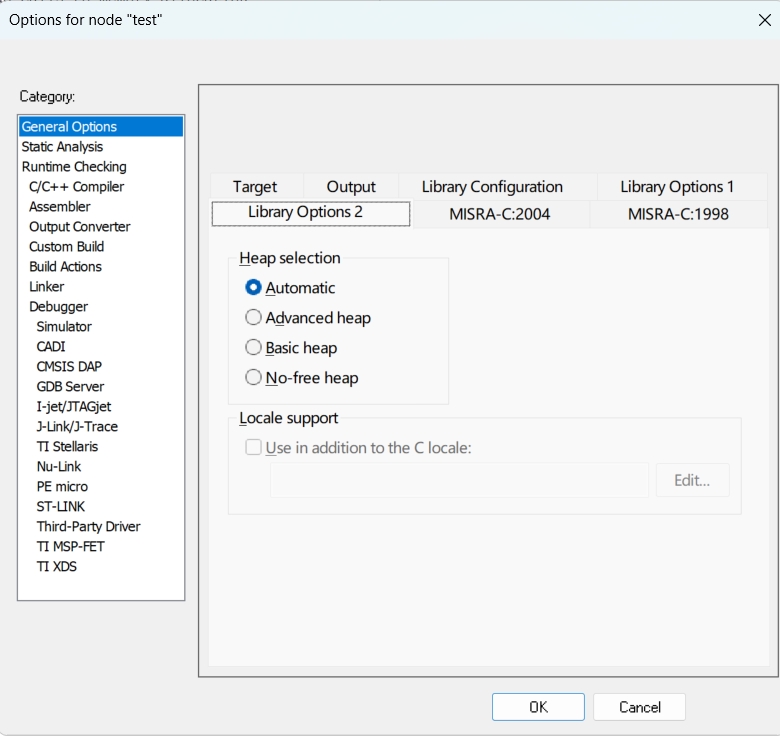 Options for node "test"
Category:
General Options
Static Analysis
Runtime Checking
C/C++ Compiler
Assembler
Output Converter
Custom Build
Build Actions
Linker
Debugger
Simulator
CADI
CMSIS DAP
GDB Server
I-jet/JTAGjet
J-Link/J-Trace
TI Stellaris
Nu-Link
PE micro
ST-LINK
Third-Party Driver
TI MSP-FET
TI XDS
Target Output Library Configuration Library Options 1
Library Options 2 MISRA-C:2004 MISRA-C:1998
Heap selection
Automatic
Advanced heap
Basic heap
No-free heap
Locale support
Use in addition to the C locale:
Edit...
OK Cancel